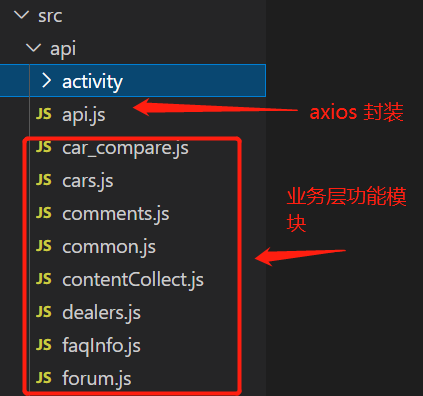 src
api
activity
JS api.js
axios 封装
JS car_compare.js
JS cars.js
JS comments.js
业务层功能模
块
JS common.js
JS contentCollect.js
JS dealers.js
JS faqInfo.js
JS forum.js